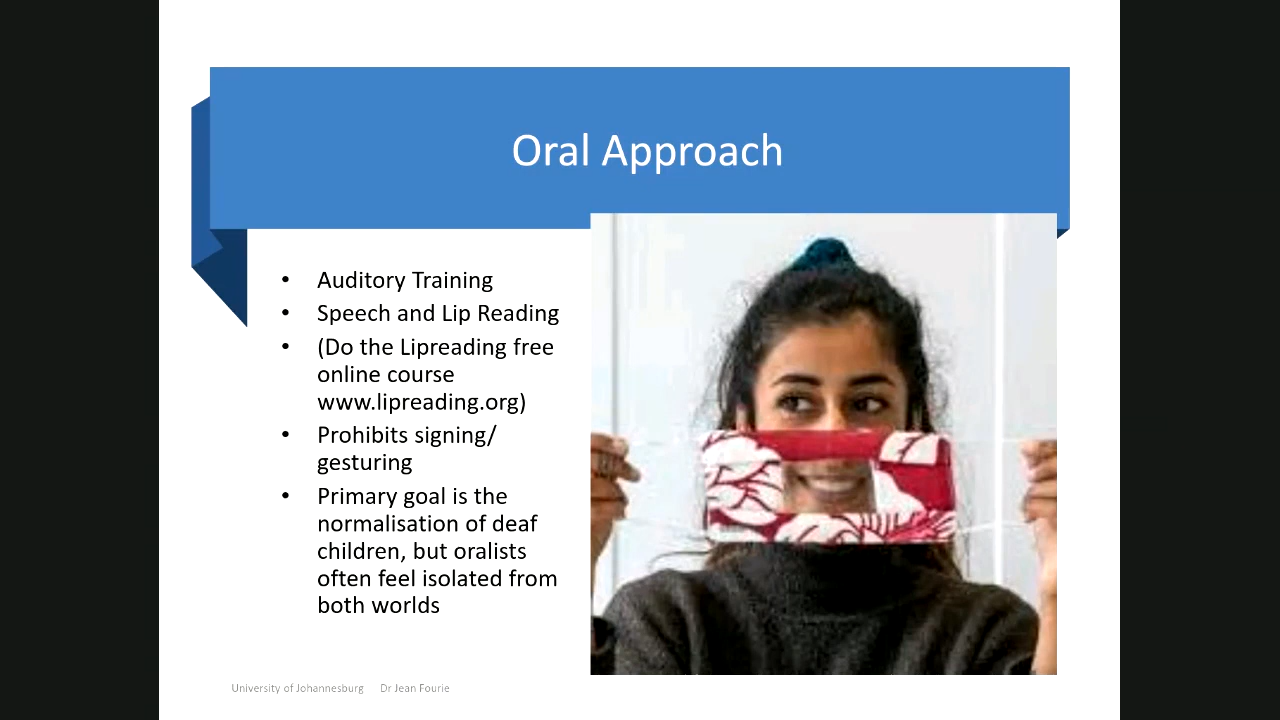 Oral Approach
• Auditory Training
• Speech and Lip Reading
• (Do the Lipreading free
online course
www.lipreading.org)
• Prohibits signing/
gesturing
• Primary goal is the
normalisation of deaf
children, but oralists
often feel isolated from
both worlds
University of Johannesburg Dr Jean Fourie